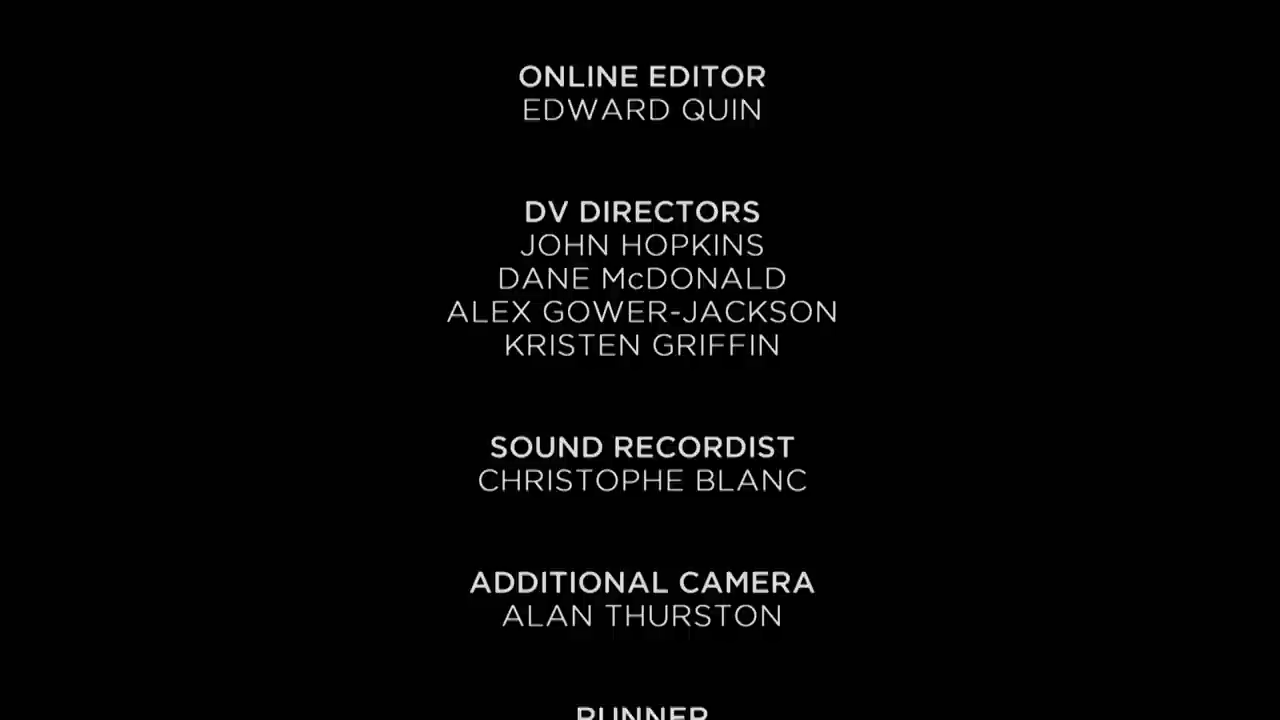 ONLINE EDITOR
EDWARD QUIN
DV DIRECTORS
JOHN HOPKINS
DANE McDONALD
ALEX GOWER-JACKSON
KRISTEN GRIFFIN
SOUND RECORDIST
CHRISTOPHE BLANC
ADDITIONAL CAMERA
ALAN THURSTON
RUNNER